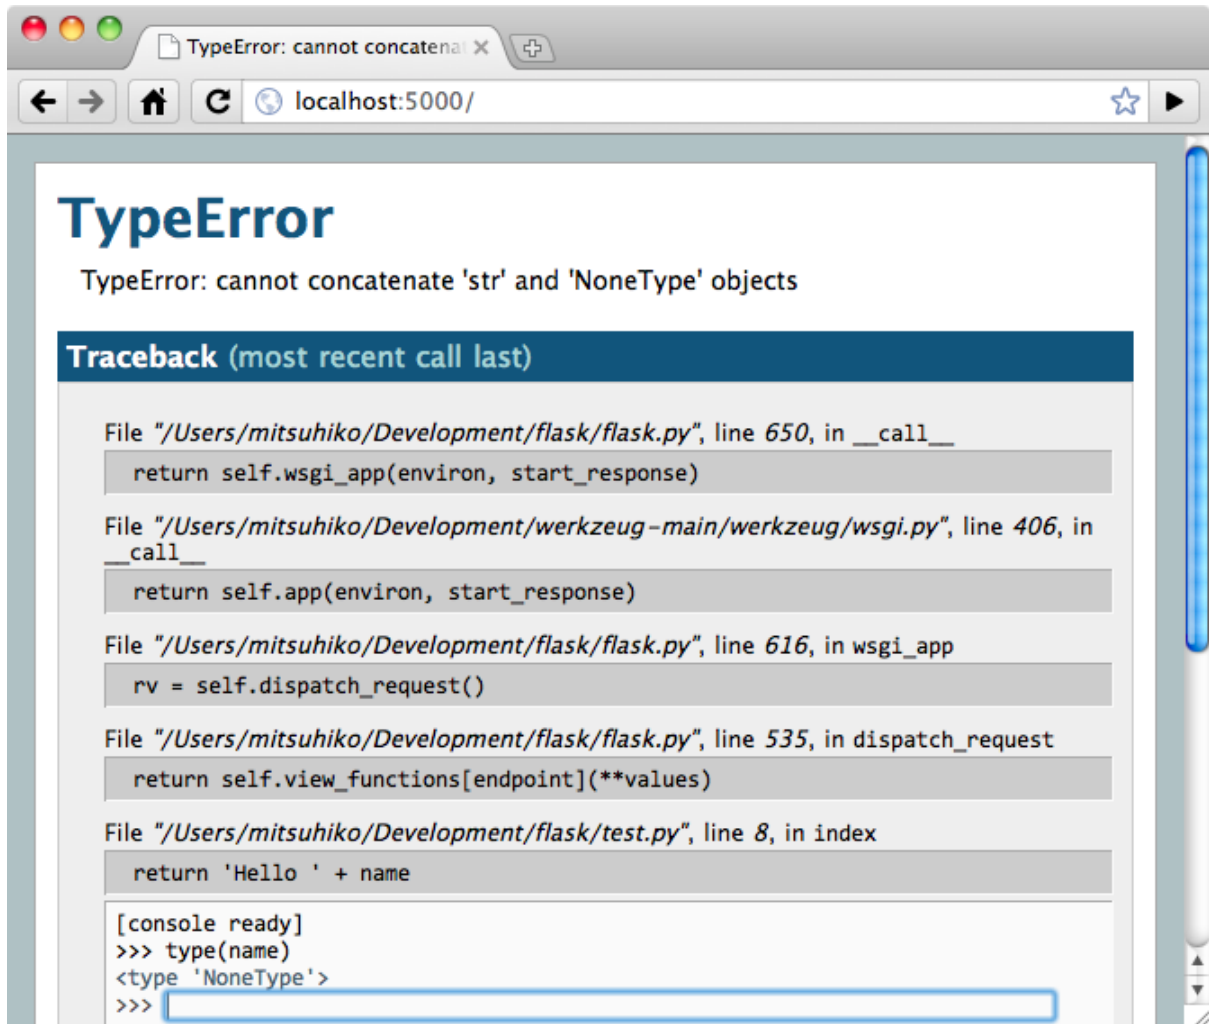 TypeError: cannot concatenat
localhost:5000/
TypeError
TypeError: cannot concatenate 'str' and 'NoneType' objects
Traceback (most recent call last)
File "/Users/mitsuhiko/Development/flask/flask.py", line 650, in __call__
return self.wsgi_app(environ, start_response)
File "/Users/mitsuhiko/Development/werkzeug-main/werkzeug/wsgi.py", line 406, in
__call__
return self.app(environ, start_response)
File "/Users/mitsuhiko/Development/flask/flask.py", line 616, in wsgi_app
rv = self.dispatch_request()
File "/Users/mitsuhiko/Development/flask/flask.py", line 535, in dispatch_request
return self.view_functions[endpoint](**values)
File "/Users/mitsuhiko/Development/flask/test.py", line 8, in index
return 'Hello ' + name
[console ready]
>>> type(name)
<type 'NoneType'>
>>>